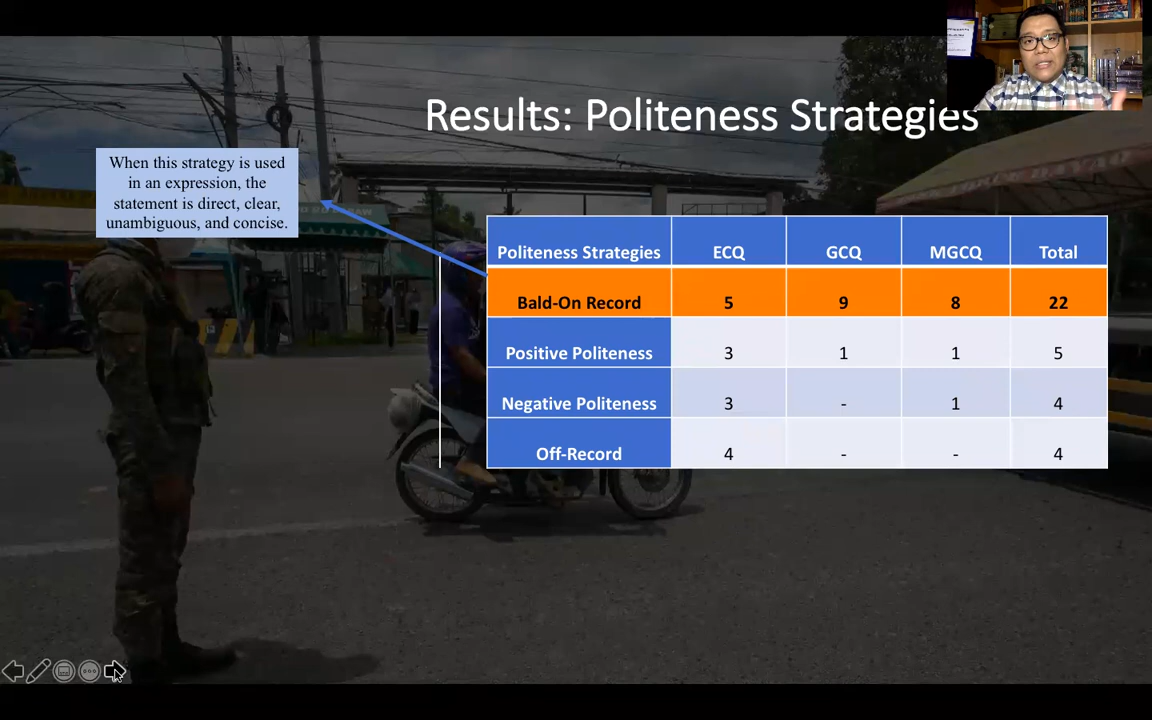 Results: Politeness Strategies
When this strategy is used
in an expression, the
statement is direct, clear,
unambiguous, and concise.
Politeness Strategies ECQ GCQ MGCQ Total
Bald-On Record 5 9 8 22
Positive Politeness 3 1 1 5
Negative Politeness 3 - 1 4
Off-Record 4 - - 4